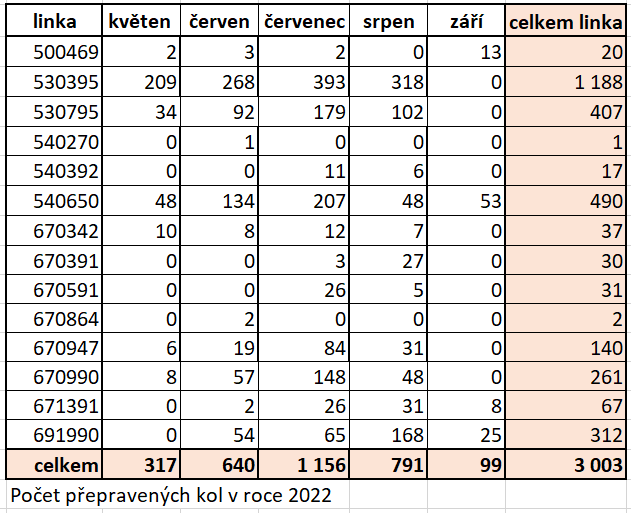 linka květen červen červenec srpen září celkem linka
500469 2 3 2 0 13 20
530395 209 268 393 318 0 1 188
530795 34 92 179 102 0 407
540270 0 1 0 0 0 1
540392 0 0 11 6 0 17
540650 48 134 207 48 53 490
670342 10 8 12 7 0 37
670391 0 0 3 27 0 30
670591 0 0 26 5 0 31
670864 0 2 0 0 0 2
670947 6 19 84 31 0 140
670990 8 57 148 48 0 261
671391 0 2 26 31 8 67
691990 0 54 65 168 25 312
celkem 317 640 1 156 791 99 3 003
Počet přepravených kol v roce 2022